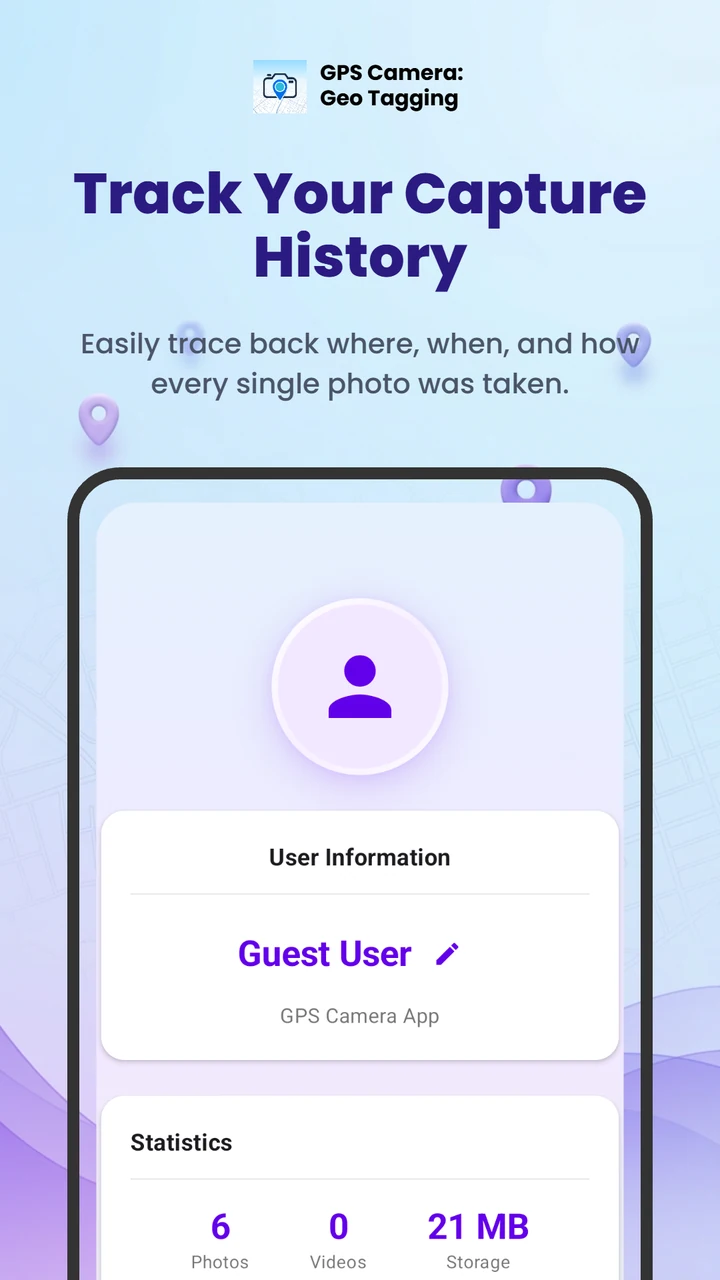 GPS Camera:
Geo Tagging
Track Your Capture
History
Easily trace back where, when, and how
every single photo was taken.
User Information
Guest User
GPS Camera App
Statistics
6 0 21 MB
Photos Videos Storage